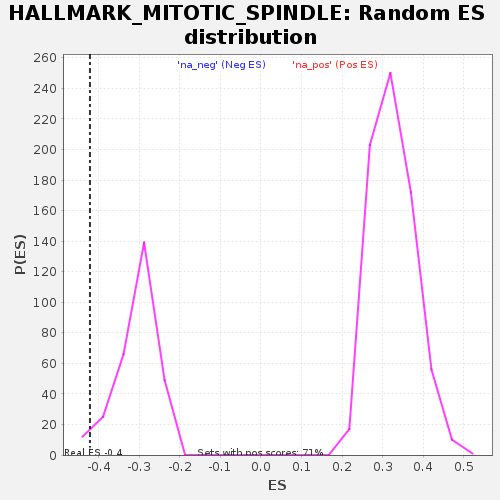 HALLMARK_MITOTIC_SPINDLE: Random ES
distribution
'na_neg' (Neg ES) 'na_pos' (Pos ES)
260
240
220
200
180
160
140
120
100
80
60
40
20
0
P(ES)
Real ES -0.4
Sets with pos scores: 71%
-0.4 -0.3 -0.2 -0.1 0.0 0.1 0.2 0.3 0.4 0.5
ES